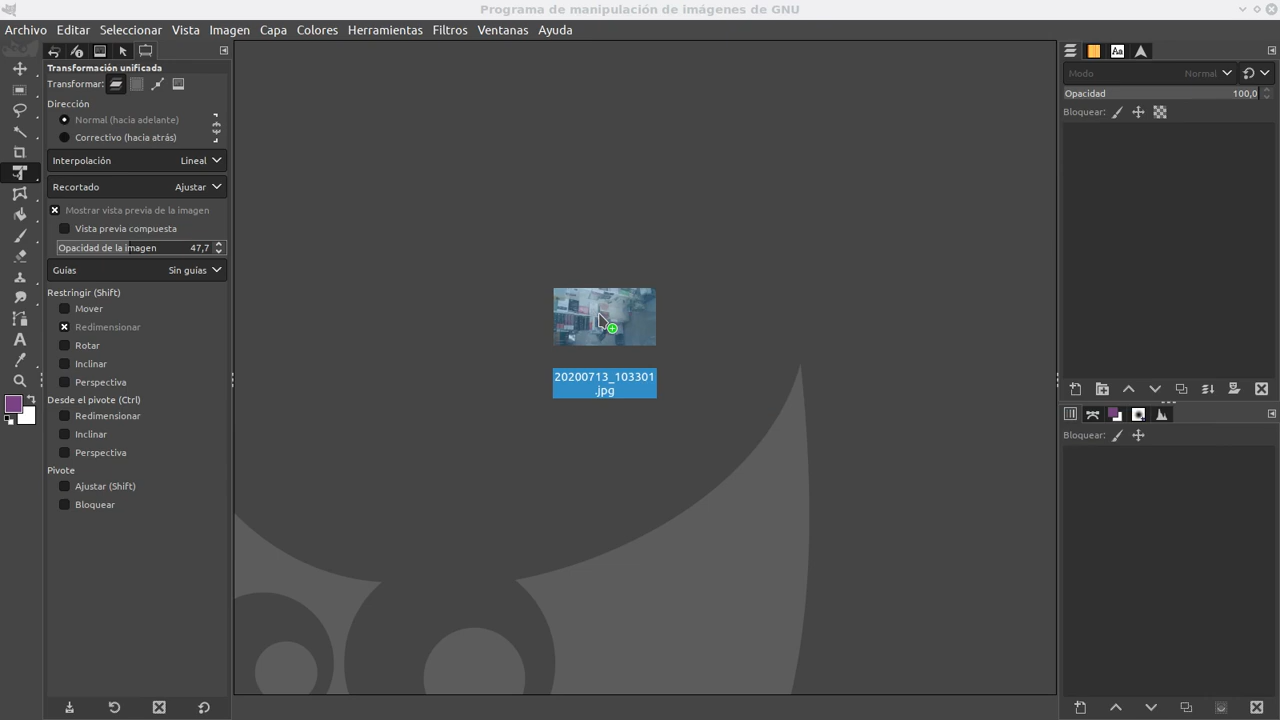 Programa de manipulación de imágenes de GNU
Archivo Editar Seleccionar Vista Imagen Capa Colores Herramientas Filtros Ventanas Ayuda
Transformación unificada
Transformar:
Dirección
Normal (hacia adelante)
Correctivo (hacia atrás)
Interpolación Lineal
Recortado Ajustar
Mostrar vista previa de la imagen
Vista previa compuesta
Opacidad de la imagen 47,7
Guías Sin guías
Restringir (Shift)
Mover
Redimensionar
Rotar
Inclinar
Perspectiva
Desde el pivote (Ctrl)
Redimensionar
Inclinar
Perspectiva
Pivote
Ajustar (Shift)
Bloquear
20200713_103301
.jpg
Aa
Modo Normal
Opacidad 100,0
Bloquear:
Bloquear: